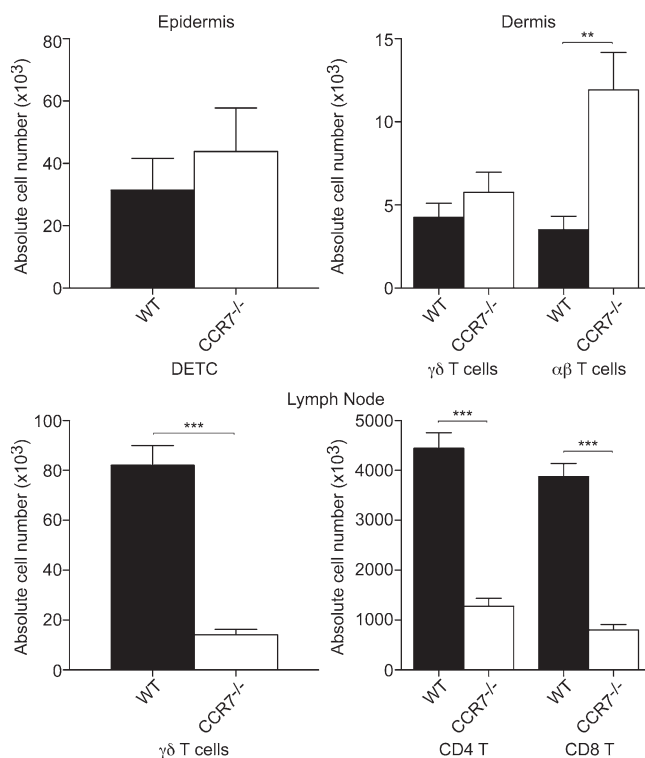 Epidermis
Absolute cell number (x10³)
80
60
40
20
0
WT
CCR7-/-
DETC
Dermis
Absolute cell number (x10³)
15
10
5
0
**
WT
CCR7-/-
WT
CCR7-/-
γδ T cells
αβ T cells
Lymph Node
Absolute cell number (x10³)
100
80
60
40
20
0
***
WT
CCR7-/-
γδ T cells
Absolute cell number (x10³)
5000
4000
3000
2000
1000
0
***
***
WT
CCR7-/-
WT
CCR7-/-
CD4 T
CD8 T